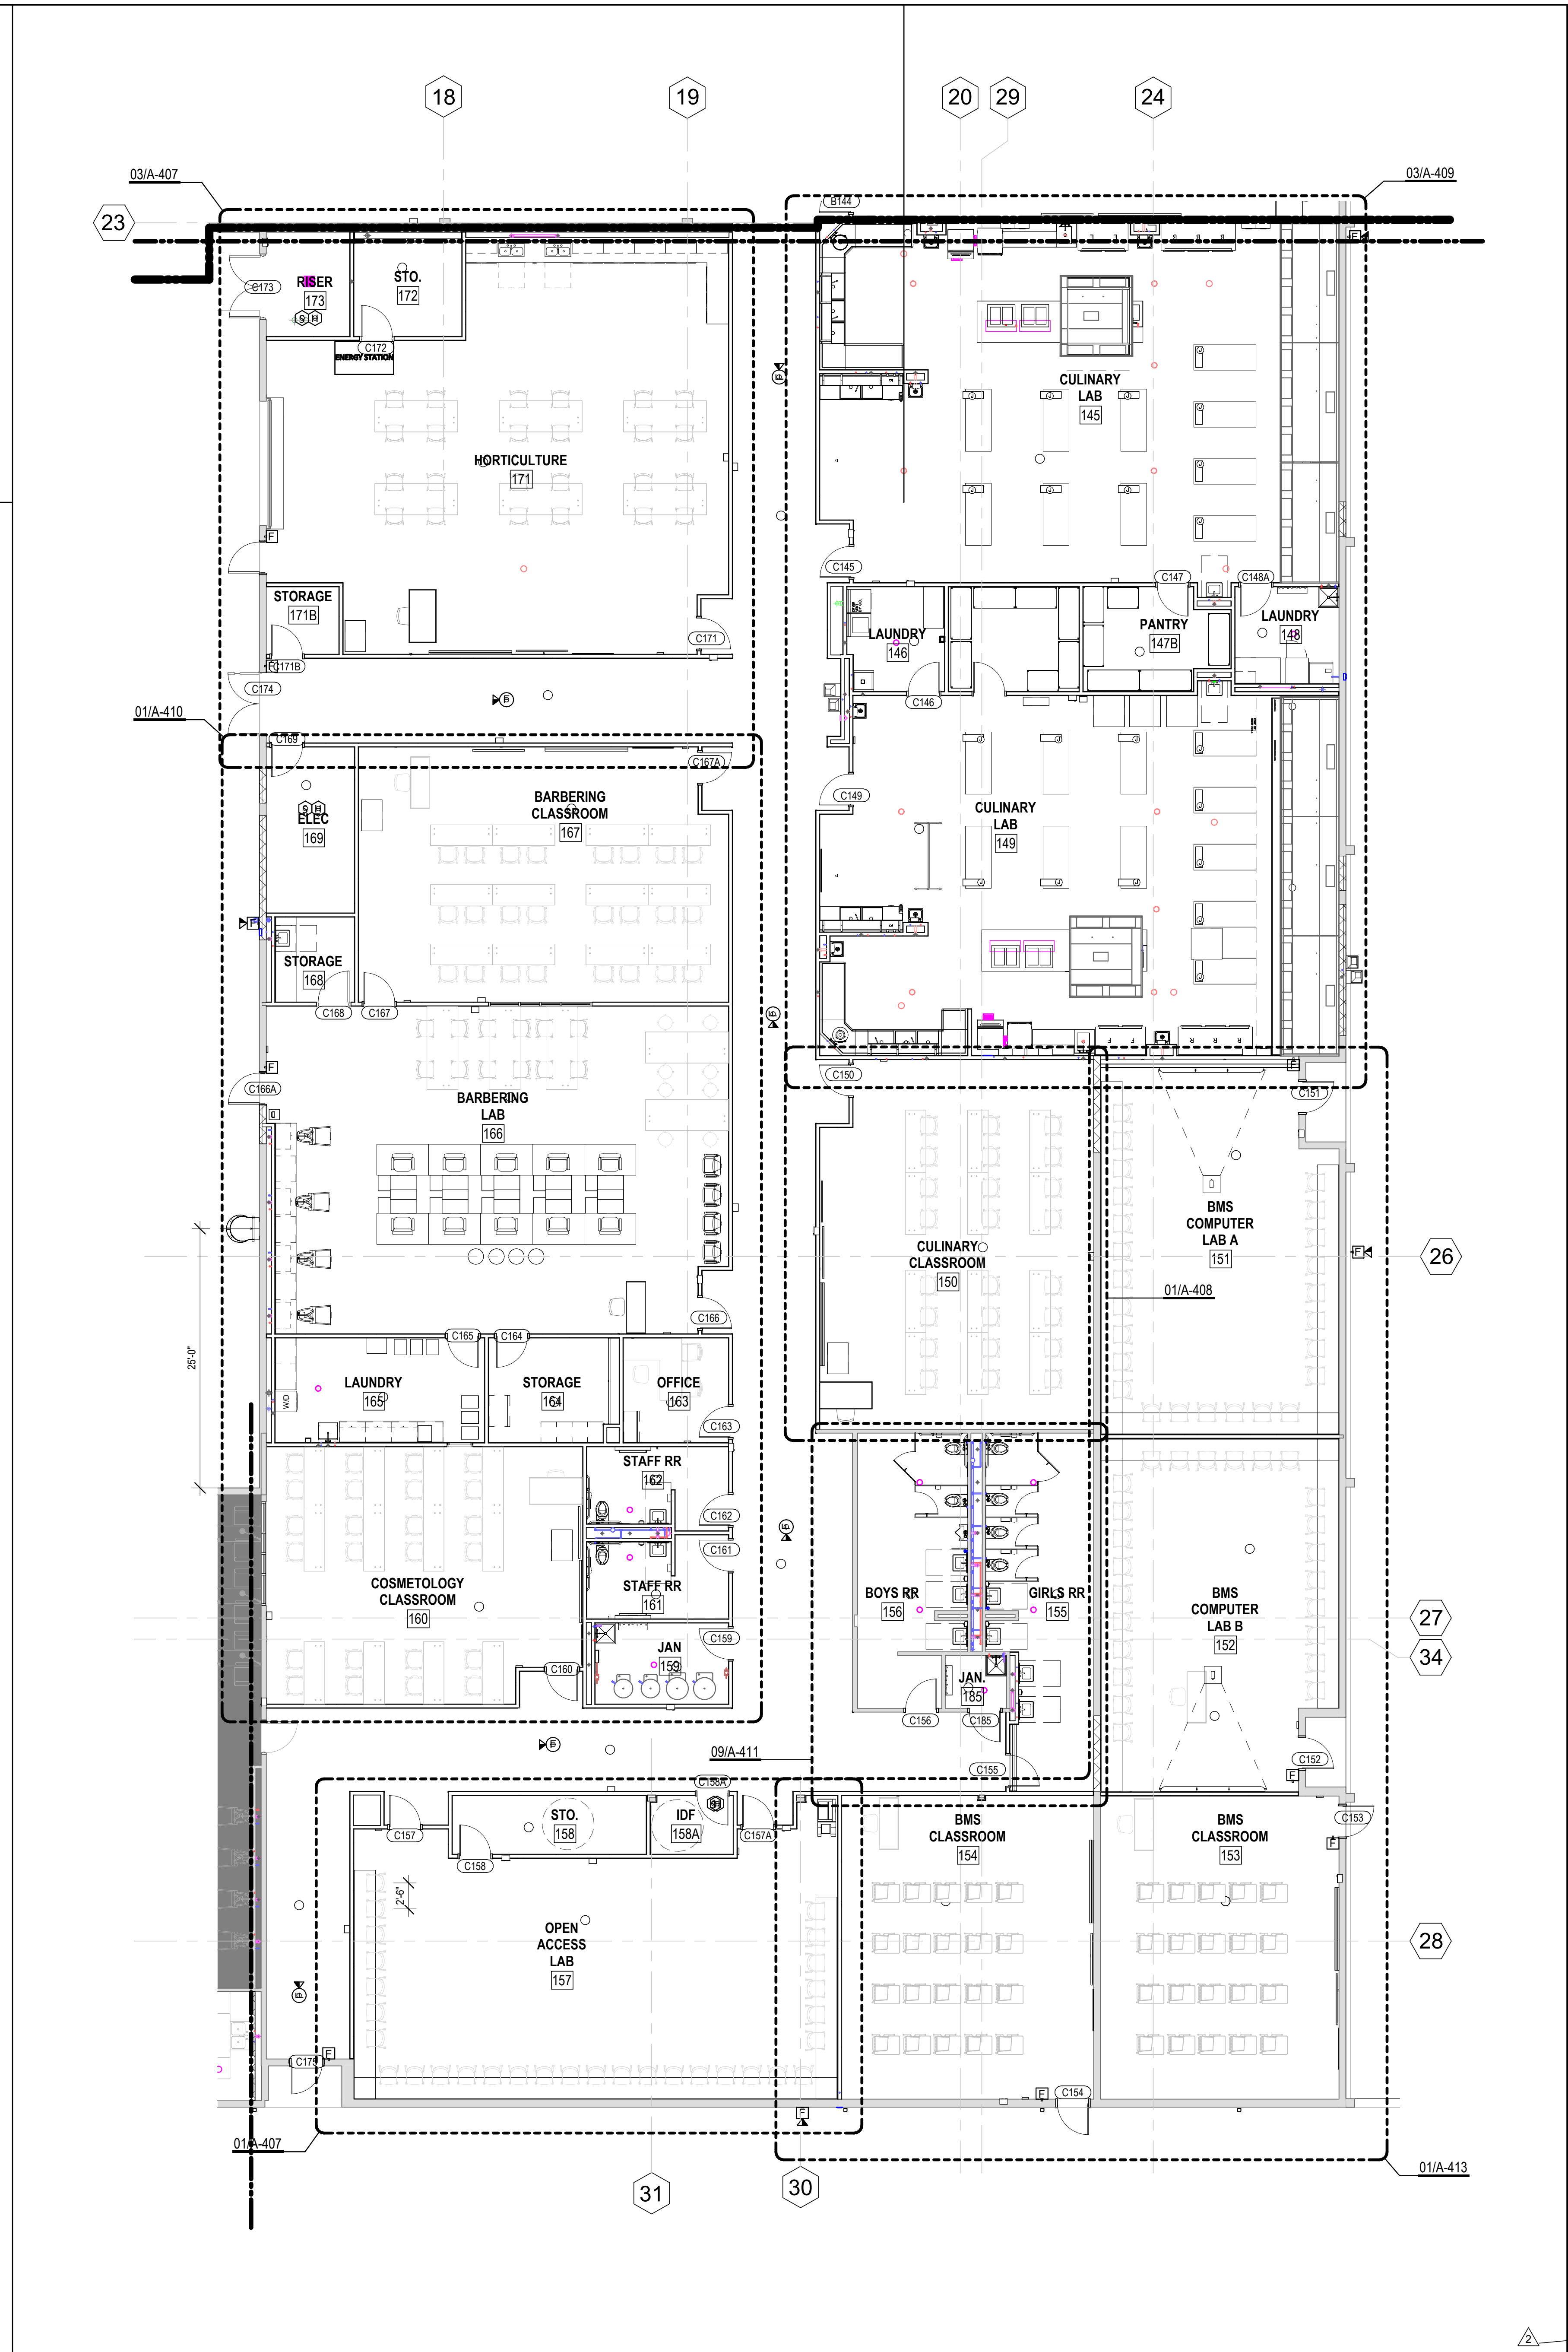 18
19
20
29
24
03/A-407
03/A-409
23
B144
C173
RISER
173
STO.
172
C172
ENERGY STATION
CULINARY
LAB
145
HORTICULTURE
171
C145
C147
C148A
STORAGE
171B
LAUNDRY
146
PANTRY
147B
LAUNDRY
148
C171
C171B
C174
C146
01/A-410
C169
C167A
BARBERING
CLASSROOM
167
C149
CULINARY
LAB
149
ELEC
169
STORAGE
168
C168
C167
F
F
R
R
R
C150
C151
C166A
BARBERING
LAB
166
BMS
COMPUTER
LAB A
151
CULINARY
CLASSROOM
150
26
01/A-408
C166
25'-0"
C165
C164
LAUNDRY
165
W/D
STORAGE
164
OFFICE
163
C163
STAFF RR
162
C162
C161
STAFF RR
161
COSMETOLOGY
CLASSROOM
160
BOYS RR
156
GIRLS RR
155
BMS
COMPUTER
LAB B
152
27
34
C159
JAN
159
C160
JAN.
185
C156
C185
09/A-411
C155
C152
C158A
STO.
158
IDF
158A
C157
C157A
C158
BMS
CLASSROOM
154
BMS
CLASSROOM
153
C153
2'-6"
OPEN
ACCESS
LAB
157
28
C175
C154
01/A-407
01/A-413
31
30
2